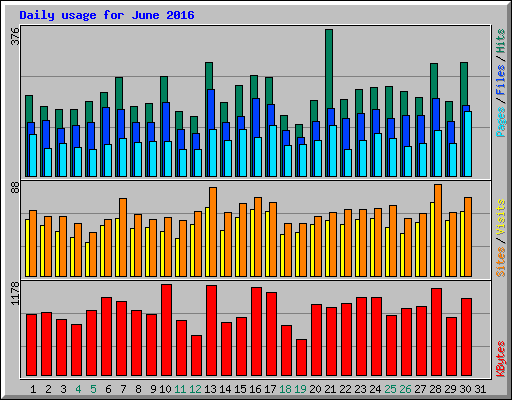 Daily usage for June 2016
376
Pages / Files / Hits
88
Sites / Visits
1178
KBytes
1 2 3 4 5 6 7 8 9 10 11 12 13 14 15 16 17 18 19 20 21 22 23 24 25 26 27 28 29 30 31